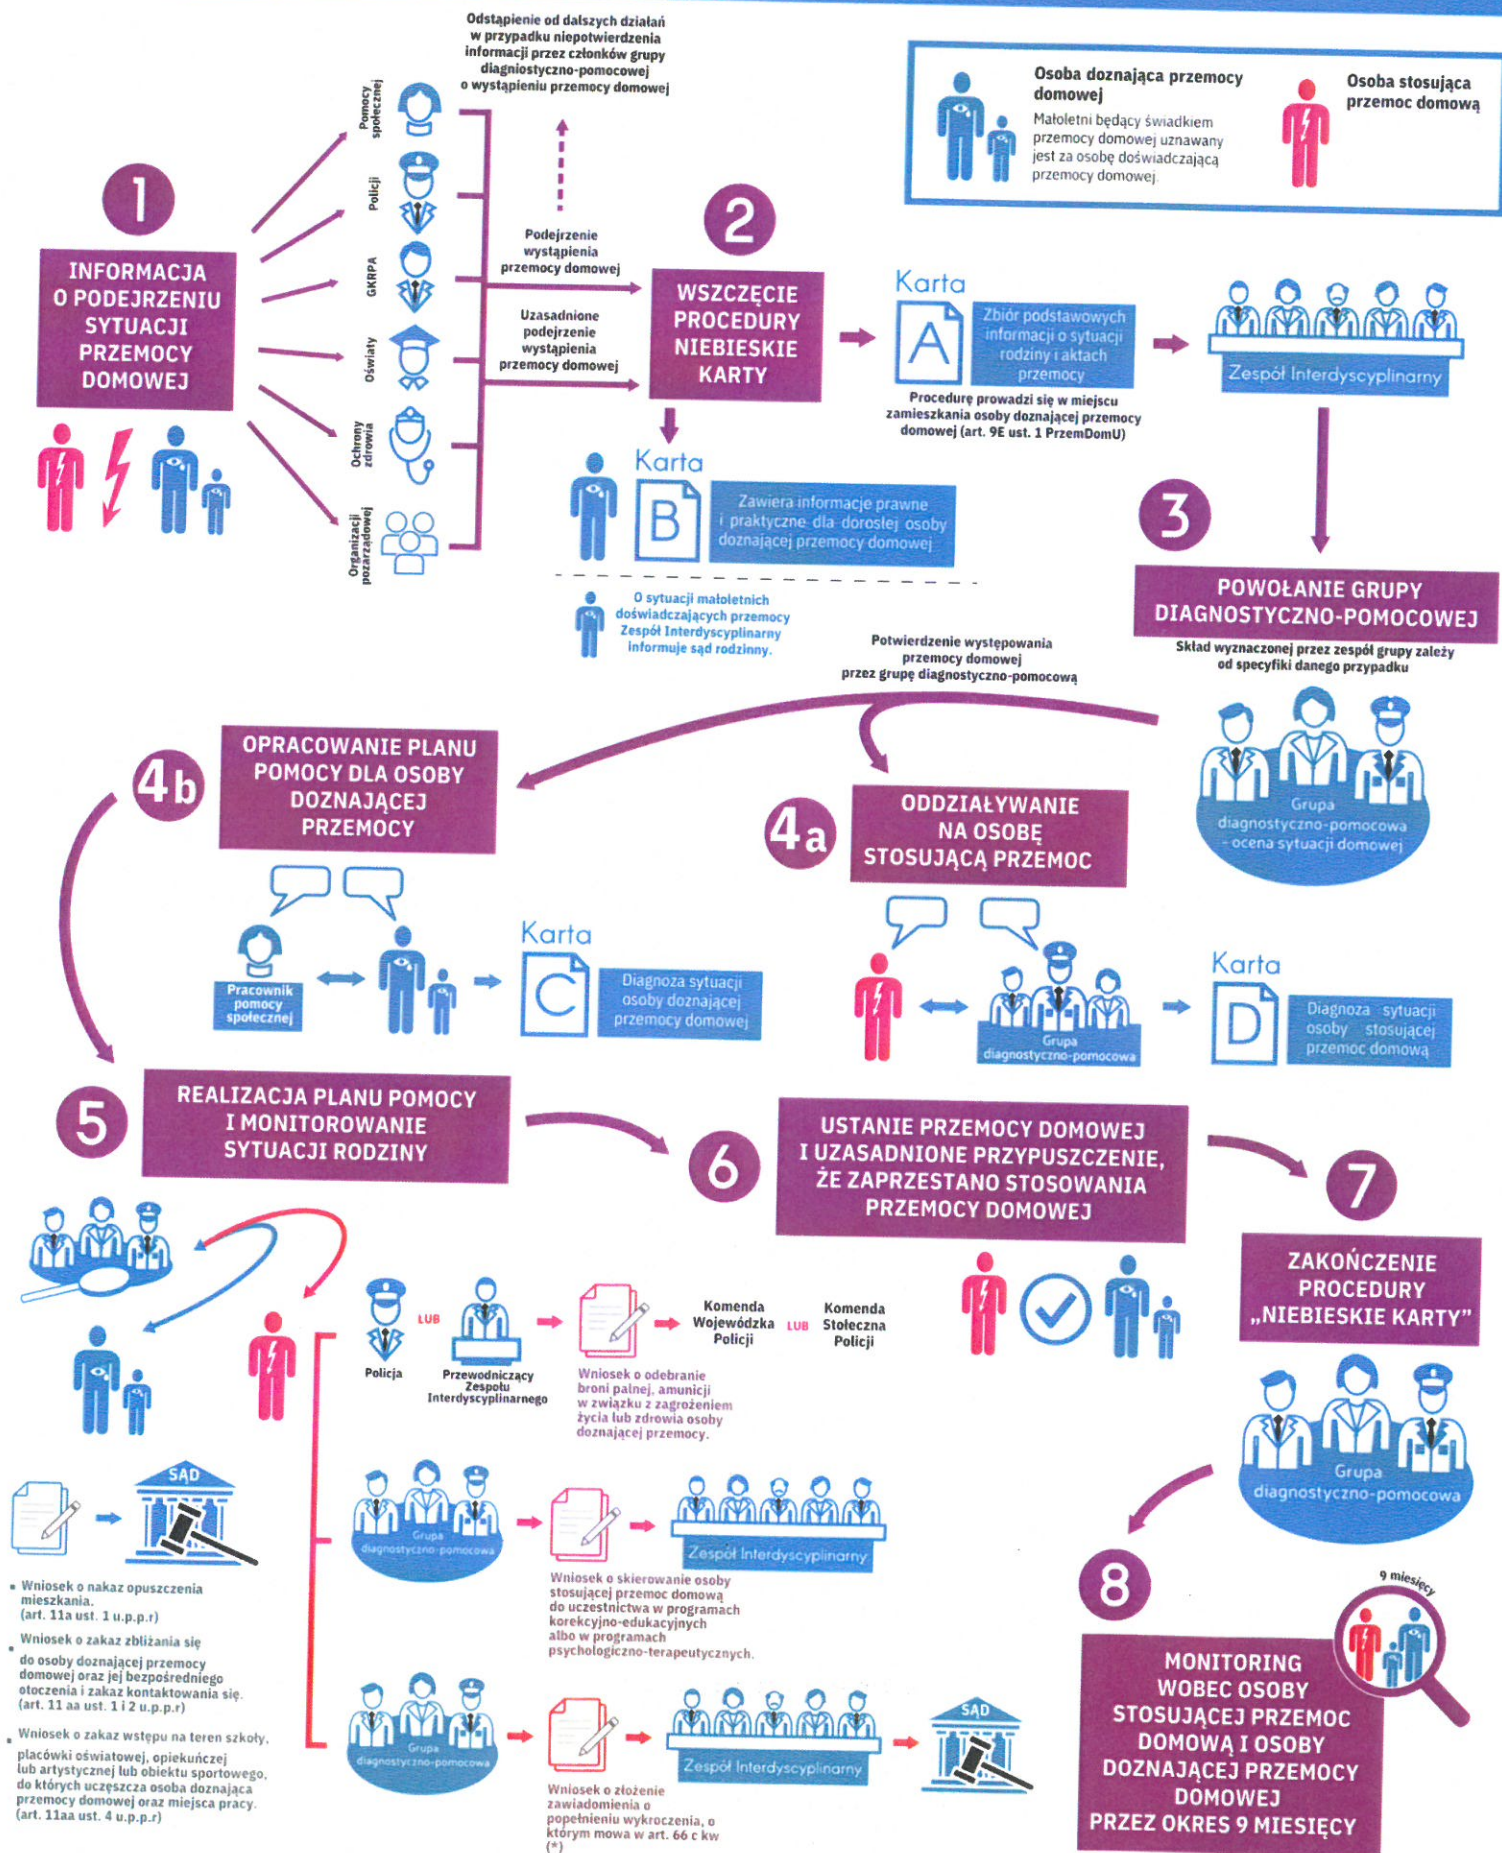 Odstąpienie od dalszych działań
w przypadku niepotwierdzenia
informacji przez członków grupy
diagniostyczno-pomocowej
o wystąpieniu przemocy domowej
Osoba doznająca przemocy
domowej
Małoletni będący świadkiem
przemocy domowej uznawany
jest za osobę doświadczającą
przemocy domowej.
Osoba stosująca
przemoc domową
1
INFORMACJA
O PODEJRZENIU
SYTUACJI
PRZEMOCY
DOMOWEJ
Pomocy
społecznej
Policji
GKRPA
Oświaty
Ochrony
zdrowia
Organizacji
pozarządowej
Podejrzenie
wystąpienia
przemocy domowej
Uzasadnione
podejrzenie
wystąpienia
przemocy domowej
2
WSZCZĘCIE
PROCEDURY
NIEBIESKIE
KARTY
Karta
A
Zbiór podstawowych
informacji o sytuacji
rodziny i aktach
przemocy
Procedurę prowadzi się w miejscu
zamieszkania osoby doznającej przemocy
domowej (art. 9E ust. 1 PrzemDomU)
Zespół Interdyscyplinarny
Karta
B
Zawiera informacje prawne
i praktyczne dla dorosłej osoby
doznającej przemocy domowej
O sytuacji małoletnich
doświadczających przemocy
Zespół Interdyscyplinarny
informuje sąd rodzinny.
3
POWOŁANIE GRUPY
DIAGNOSTYCZNO-POMOCOWEJ
Skład wyznaczonej przez zespół grupy zależy
od specyfiki danego przypadku
Grupa
diagnostyczno-pomocowa
- ocena sytuacji domowej
Potwierdzenie występowania
przemocy domowej
przez grupę diagnostyczno-pomocową
4b
OPRACOWANIE PLANU
POMOCY DLA OSOBY
DOZNAJĄCEJ
PRZEMOCY
Pracownik
pomocy
społecznej
Karta
C
Diagnoza sytuacji
osoby doznającej
przemocy domowej
4a
ODDZIAŁYWANIE
NA OSOBĘ
STOSUJĄCĄ PRZEMOC
Grupa
diagnostyczno-pomocowa
Karta
D
Diagnoza sytuacji
osoby stosującej
przemoc domową
5
REALIZACJA PLANU POMOCY
I MONITOROWANIE
SYTUACJI RODZINY
6
USTANIE PRZEMOCY DOMOWEJ
I UZASADNIONE PRZYPUSZCZENIE,
ŻE ZAPRZESTANO STOSOWANIA
PRZEMOCY DOMOWEJ
7
ZAKOŃCZENIE
PROCEDURY
„NIEBIESKIE KARTY”
Grupa
diagnostyczno-pomocowa
Policja
LUB
Przewodniczący
Zespołu
Interdyscyplinarnego
Wniosek o odebranie
broni palnej, amunicji
w związku z zagrożeniem
życia lub zdrowia osoby
doznającej przemocy.
Komenda
Wojewódzka
Policji
LUB
Komenda
Stołeczna
Policji
SĄD
▪ Wniosek o nakaz opuszczenia
mieszkania.
(art. 11a ust. 1 u.p.p.r)
▪ Wniosek o zakaz zbliżania się
do osoby doznającej przemocy
domowej oraz jej bezpośredniego
otoczenia i zakaz kontaktowania się.
(art. 11 aa ust. 1 i 2 u.p.p.r)
▪ Wniosek o zakaz wstępu na teren szkoły,
placówki oświatowej, opiekuńczej
lub artystycznej lub obiektu sportowego,
do których uczęszcza osoba doznająca
przemocy domowej oraz miejsca pracy.
(art. 11aa ust. 4 u.p.p.r)
Grupa
diagnostyczno-pomocowa
Wniosek o skierowanie osoby
stosującej przemoc domową
do uczestnictwa w programach
korekcyjno-edukacyjnych
albo w programach
psychologiczno-terapeutycznych.
Zespół Interdyscyplinarny
Grupa
diagnostyczno-pomocowa
Wniosek o złożenie
zawiadomienia o
popełnieniu wykroczenia, o
którym mowa w art. 66 c kw
(*)
Zespół Interdyscyplinarny
SĄD
8
9 miesięcy
MONITORING
WOBEC OSOBY
STOSUJĄCEJ PRZEMOC
DOMOWĄ I OSOBY
DOZNAJĄCEJ PRZEMOCY
DOMOWEJ
PRZEZ OKRES 9 MIESIĘCY